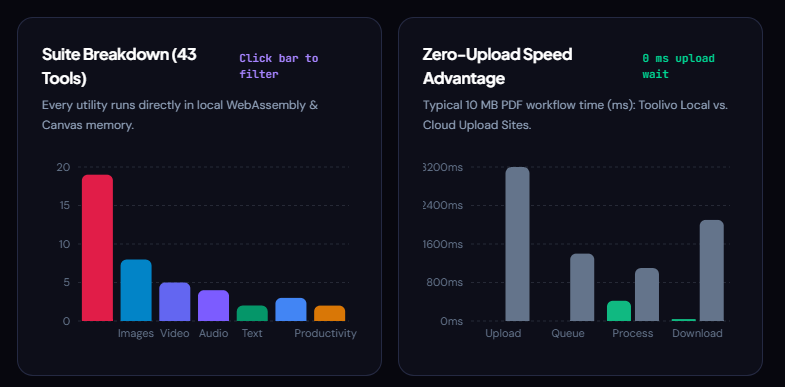 Suite Breakdown (43
Tools)
Click bar to
filter
Every utility runs directly in local WebAssembly &
Canvas memory.
20
15
10
5
0
Images Video Audio Text Productivity
Zero-Upload Speed
Advantage
0 ms upload
wait
Typical 10 MB PDF workflow time (ms): Toolivo Local vs.
Cloud Upload Sites.
3200ms
2400ms
1600ms
800ms
0ms
Upload Queue Process Download